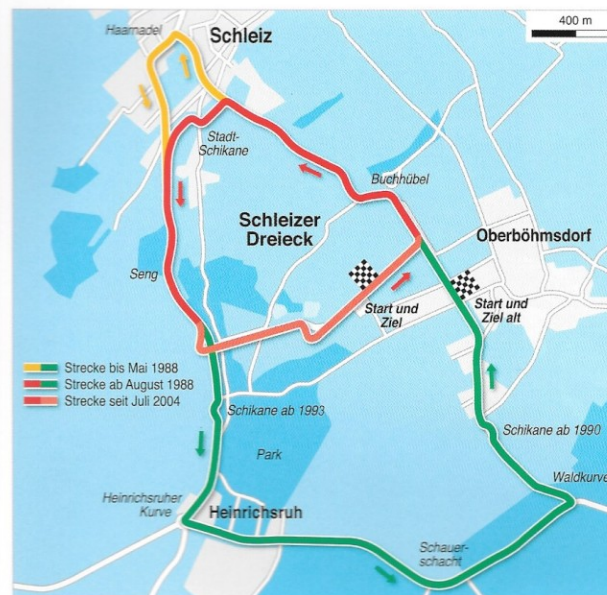 400 m
Haarnadel
Schleiz
Stadt-
Schikane
Buchhübel
Schleizer
Dreieck
Oberböhmsdorf
Seng
Start und
Ziel
Start und
Ziel alt
Strecke bis Mai 1988
Strecke ab August 1988
Strecke seit Juli 2004
Schikane ab 1993
Schikane ab 1990
Park
Waldkurve
Heinrichsruher
Kurve
Heinrichsruh
Schauer-
schacht